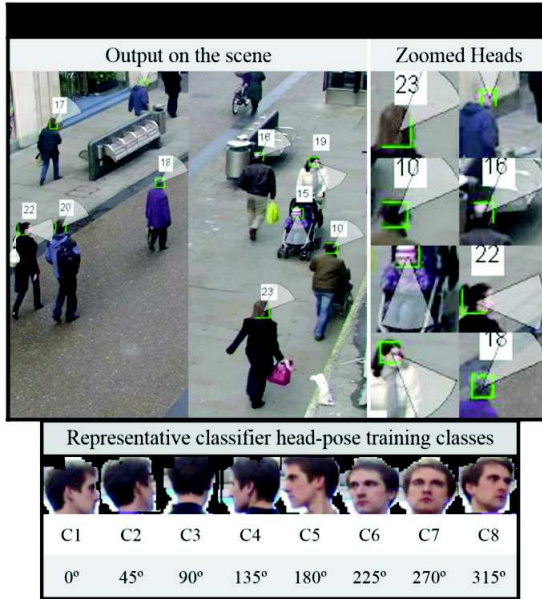 Output on the scene
Zoomed Heads
17
18
22
20
16
19
15
10
23
23
10
16
22
18
Representative classifier head-pose training classes
C1 C2 C3 C4 C5 C6 C7 C8
0º 45º 90º 135º 180º 225º 270º 315º